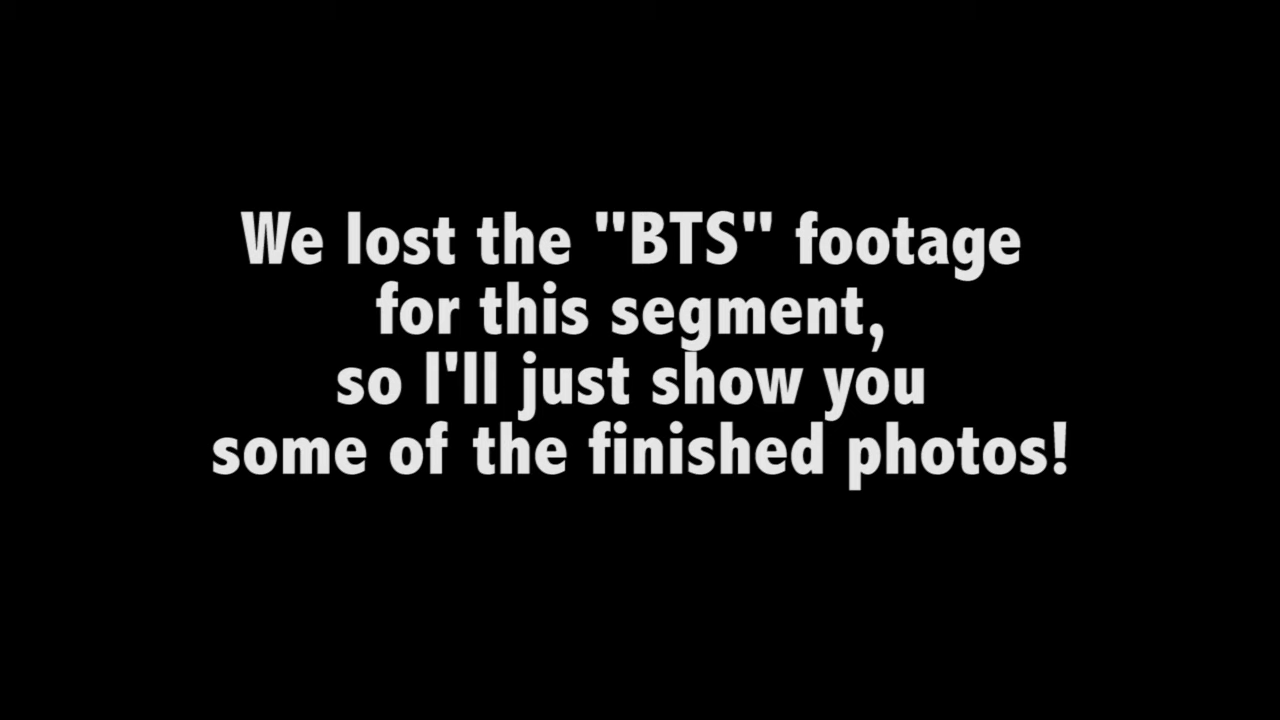 We lost the "BTS" footage
for this segment,
so I'll just show you
some of the finished photos!